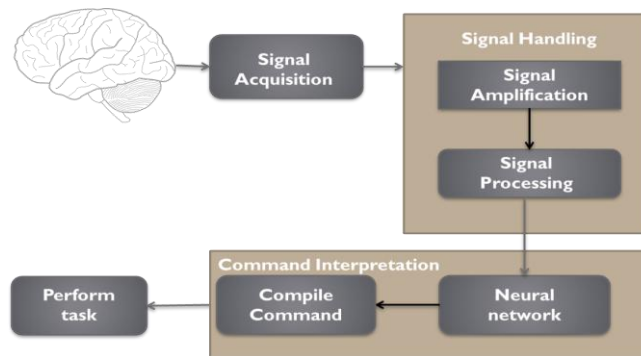 Signal
Acquisition
Signal Handling
Signal
Amplification
Signal
Processing
Command Interpretation
Neural
network
Compile
Command
Perform
task